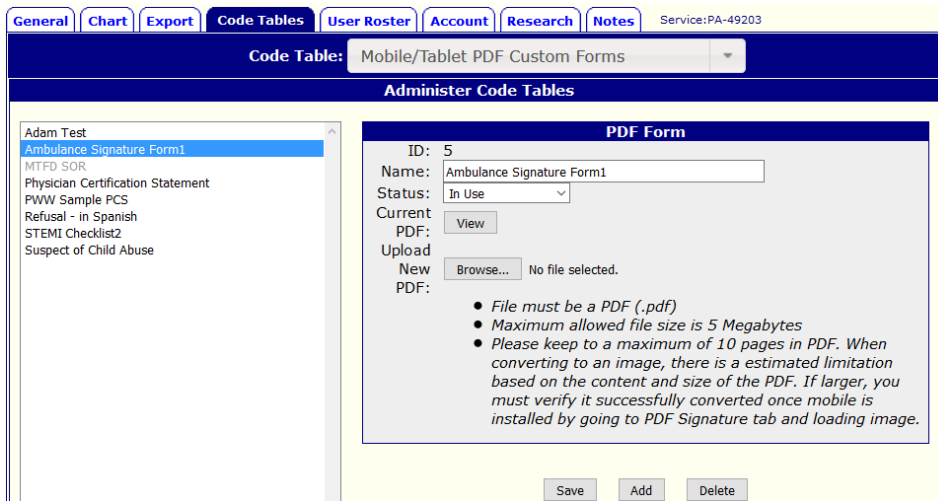 General Chart Export Code Tables User Roster Account Research Notes Service:PA-49203
Code Table: Mobile/Tablet PDF Custom Forms
Administer Code Tables
Adam Test
Ambulance Signature Form1
MTFD SOR
Physician Certification Statement
PWW Sample PCS
Refusal - in Spanish
STEMI Checklist2
Suspect of Child Abuse
PDF Form
ID: 5
Name: Ambulance Signature Form1
Status: In Use
Current
PDF: View
Upload
New
PDF: Browse... No file selected.
● File must be a PDF (.pdf)
● Maximum allowed file size is 5 Megabytes
● Please keep to a maximum of 10 pages in PDF. When
converting to an image, there is a estimated limitation
based on the content and size of the PDF. If larger, you
must verify it successfully converted once mobile is
installed by going to PDF Signature tab and loading image.
Save Add Delete